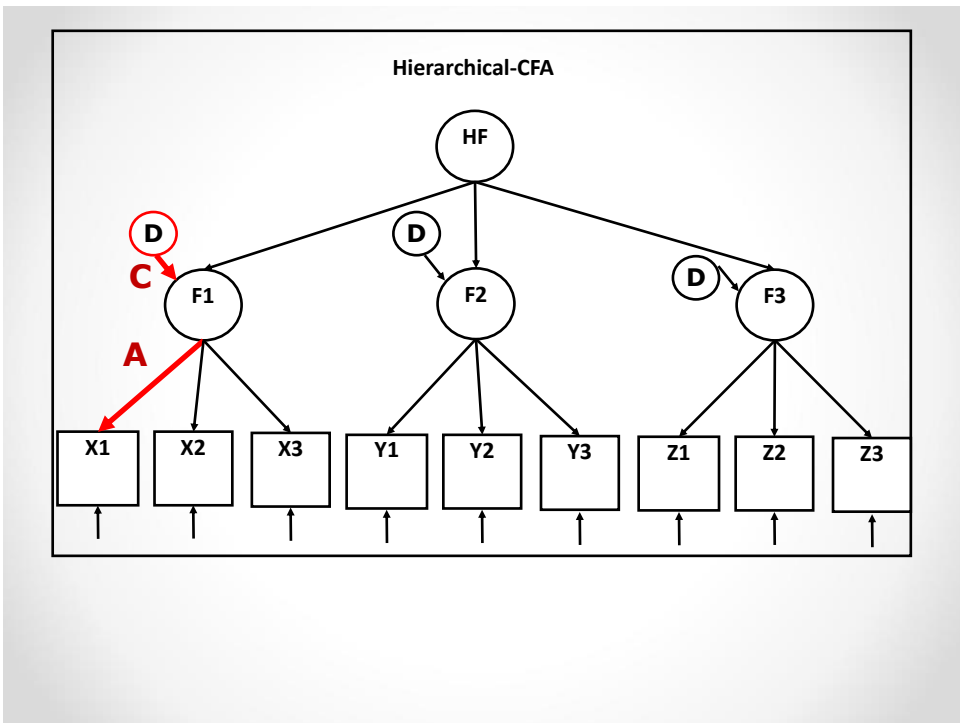 Hierarchical-CFA
HF
D
D
C
D
F1
F2
F3
A
X1
X2
X3
Y1
Y2
Y3
Z1
Z2
Z3